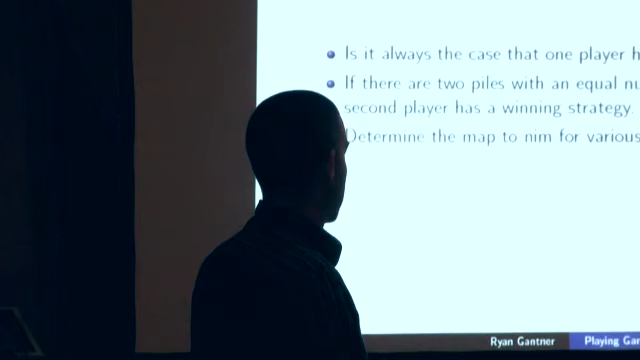 Is it always the case that one player h
If there are two piles with an equal nu
second player has a winning strategy.
Determine the map to nim for various
Ryan Gantner Playing Ga